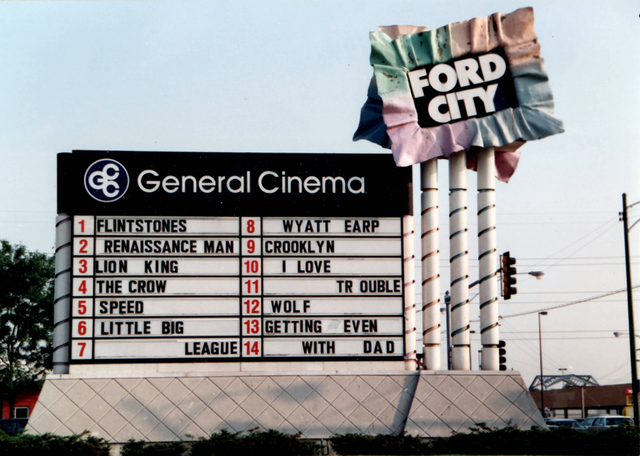 FORD
CITY
GCC General Cinema
1 FLINTSTONES
2 RENAISSANCE MAN
3 LION KING
4 THE CROW
5 SPEED
6 LITTLE BIG
7 LEAGUE
8 WYATT EARP
9 CROOKLYN
10 I LOVE
11 TR OUBLE
12 WOLF
13 GETTING EVEN
14 WITH DAD